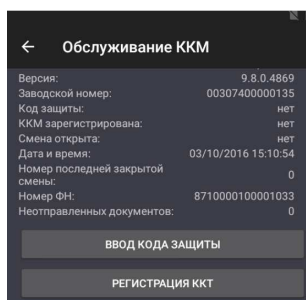 ← Обслуживание ККМ
Версия: 9.8.0.4869
Заводской номер: 00307400000135
Код защиты: нет
ККМ зарегистрирована: нет
Смена открыта: нет
Дата и время: 03/10/2016 15:10:54
Номер последней закрытой
смены: 0
Номер ФН: 8710000100001033
Неотправленных документов: 0
ВВОД КОДА ЗАЩИТЫ
РЕГИСТРАЦИЯ ККТ